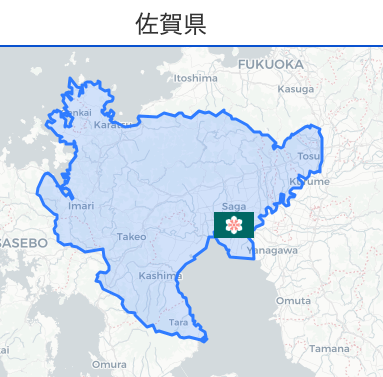 佐賀県
FUKUOKA
Itoshima
Kasuga
Karatsu
Tosu
Kurume
Imari
Saga
SASEBO
Takeo
Yanagawa
Kashima
Omuta
Tara
Omura
Tamana